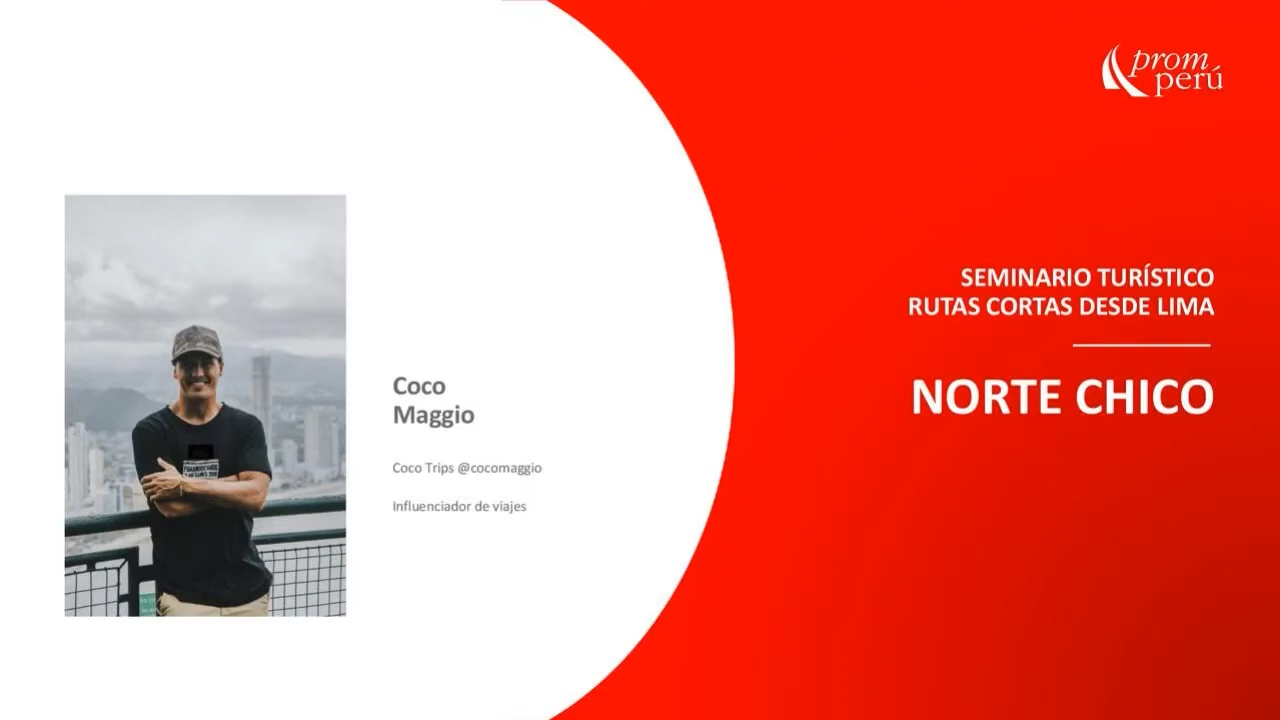 prom
perú
SEMINARIO TURÍSTICO
RUTAS CORTAS DESDE LIMA
NORTE CHICO
Coco
Maggio
Coco Trips @cocomaggio
Influenciador de viajes